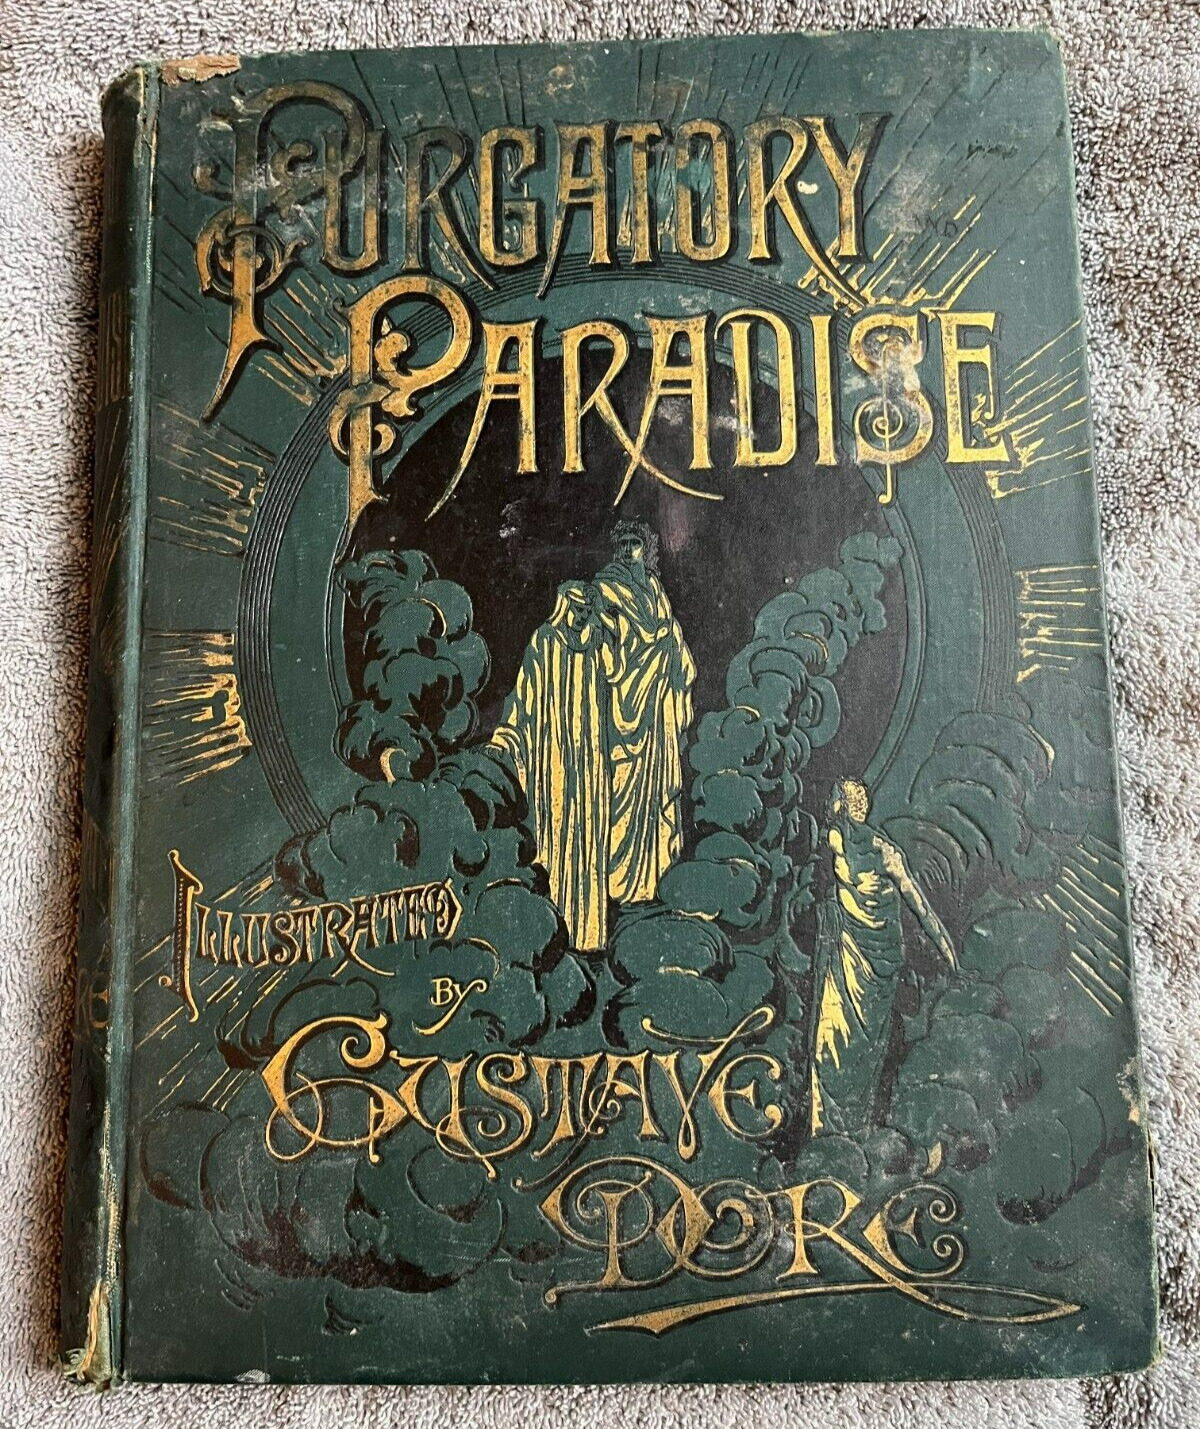 PURGATORY
AND
PARADISE
ILLUSTRATED
BY
GUSTAVE
DORÉ